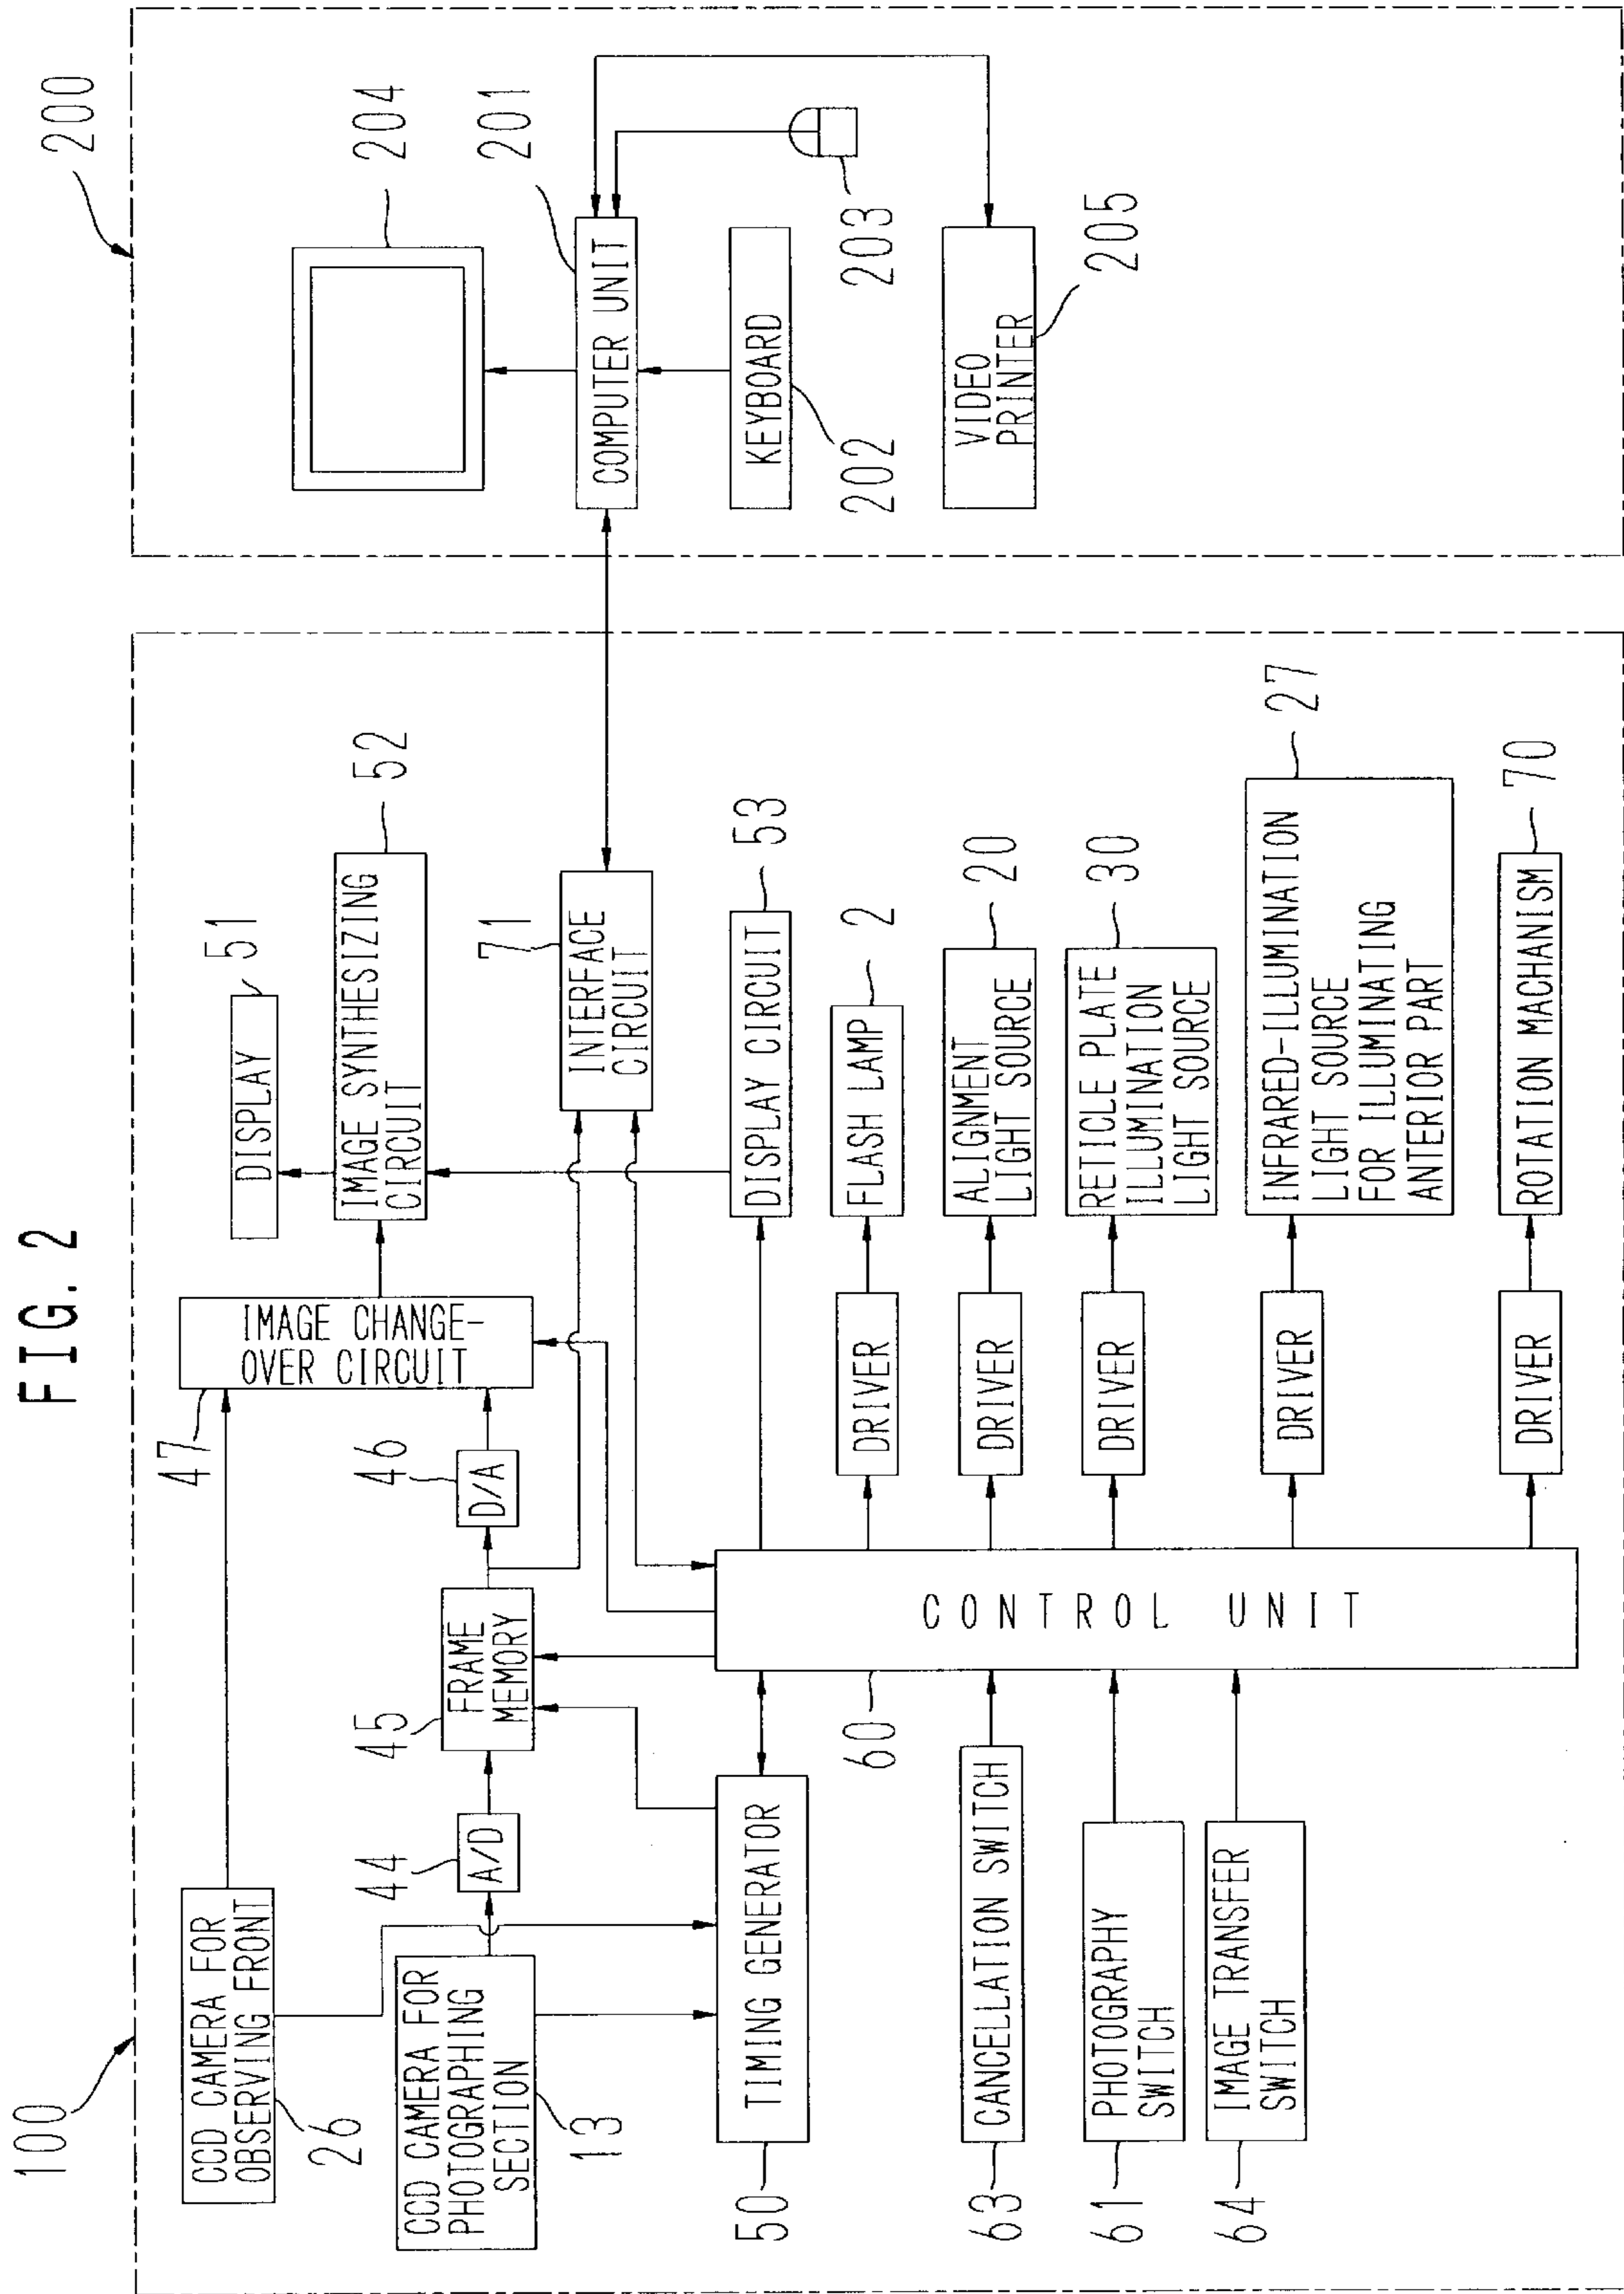 FIG. 2
100
200
CCD CAMERA FOR
OBSERVING FRONT
26
47
IMAGE CHANGE-
OVER CIRCUIT
DISPLAY
51
IMAGE SYNTHESIZING
CIRCUIT
52
CCD CAMERA FOR
PHOTOGRAPHING
SECTION
13
44
A/D
45
FRAME
MEMORY
46
D/A
71
INTERFACE
CIRCUIT
50
TIMING GENERATOR
60
CONTROL UNIT
DISPLAY CIRCUIT
53
DRIVER
FLASH LAMP
2
63
CANCELLATION SWITCH
DRIVER
ALIGNMENT
LIGHT SOURCE
20
61
PHOTOGRAPHY
SWITCH
DRIVER
RETICLE PLATE
ILLUMINATION
LIGHT SOURCE
30
64
IMAGE TRANSFER
SWITCH
DRIVER
INFRARED-ILLUMINATION
LIGHT SOURCE
FOR ILLUMINATING
ANTERIOR PART
27
DRIVER
ROTATION MACHANISM
70
204
COMPUTER UNIT
201
KEYBOARD
202
203
VIDEO
PRINTER
205